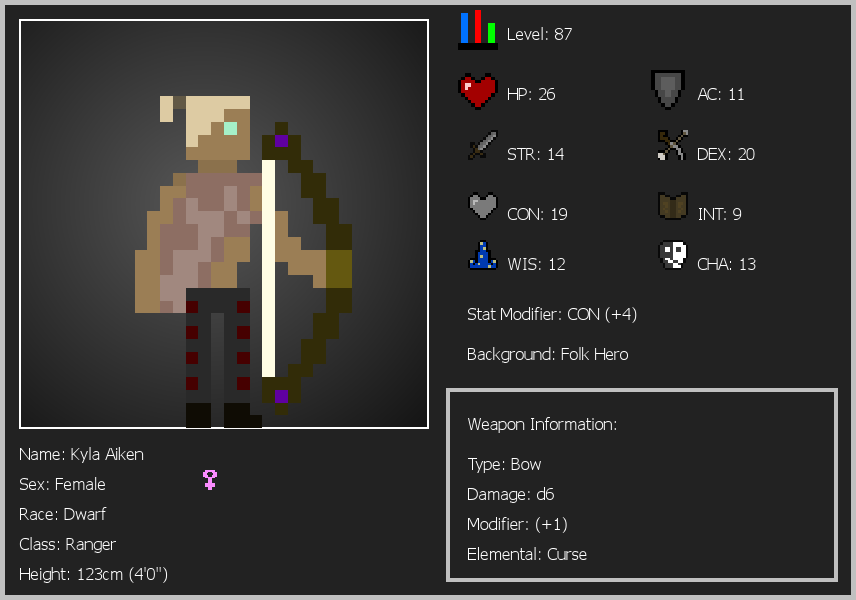 Level: 87
HP: 26
AC: 11
STR: 14
DEX: 20
CON: 19
INT: 9
WIS: 12
CHA: 13
Stat Modifier: CON (+4)
Background: Folk Hero
Weapon Information:
Type: Bow
Damage: d6
Modifier: (+1)
Elemental: Curse
Name: Kyla Aiken
Sex: Female
Race: Dwarf
Class: Ranger
Height: 123cm (4'0")